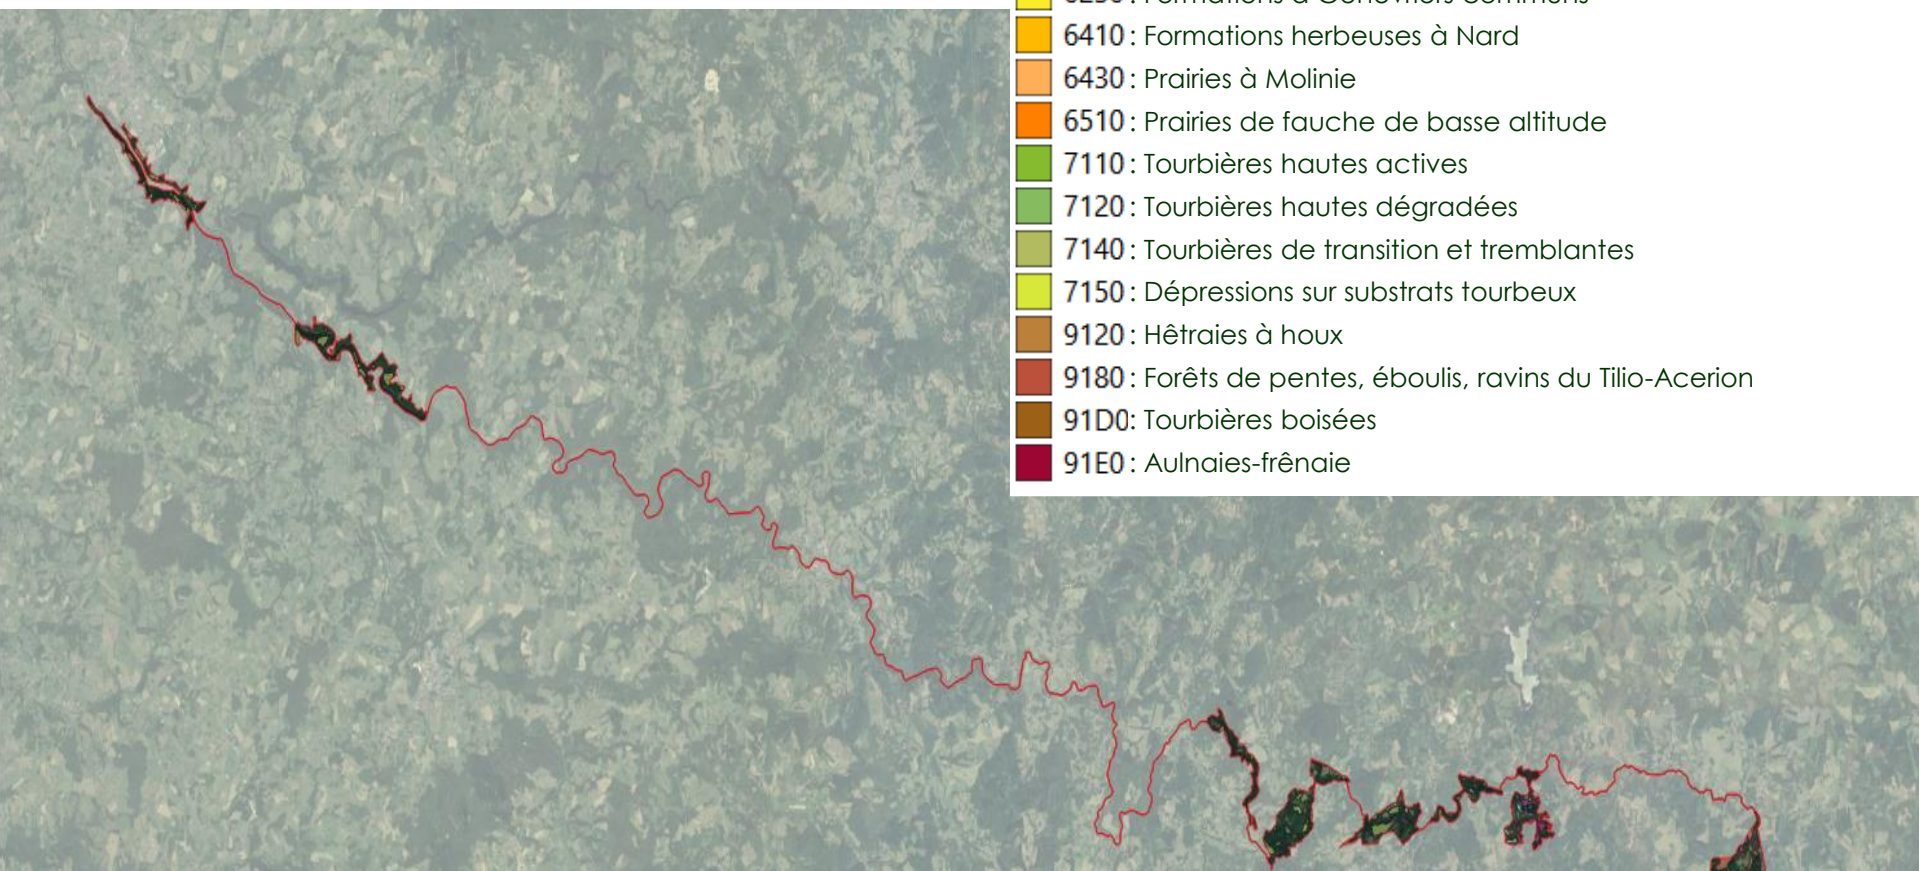 6410 : Formations herbeuses à Nard
6430 : Prairies à Molinie
6510 : Prairies de fauche de basse altitude
7110 : Tourbières hautes actives
7120 : Tourbières hautes dégradées
7140 : Tourbières de transition et tremblantes
7150 : Dépressions sur substrats tourbeux
9120 : Hêtraies à houx
9180 : Forêts de pentes, éboulis, ravins du Tilio-Acerion
91D0: Tourbières boisées
91E0 : Aulnaies-frênaie